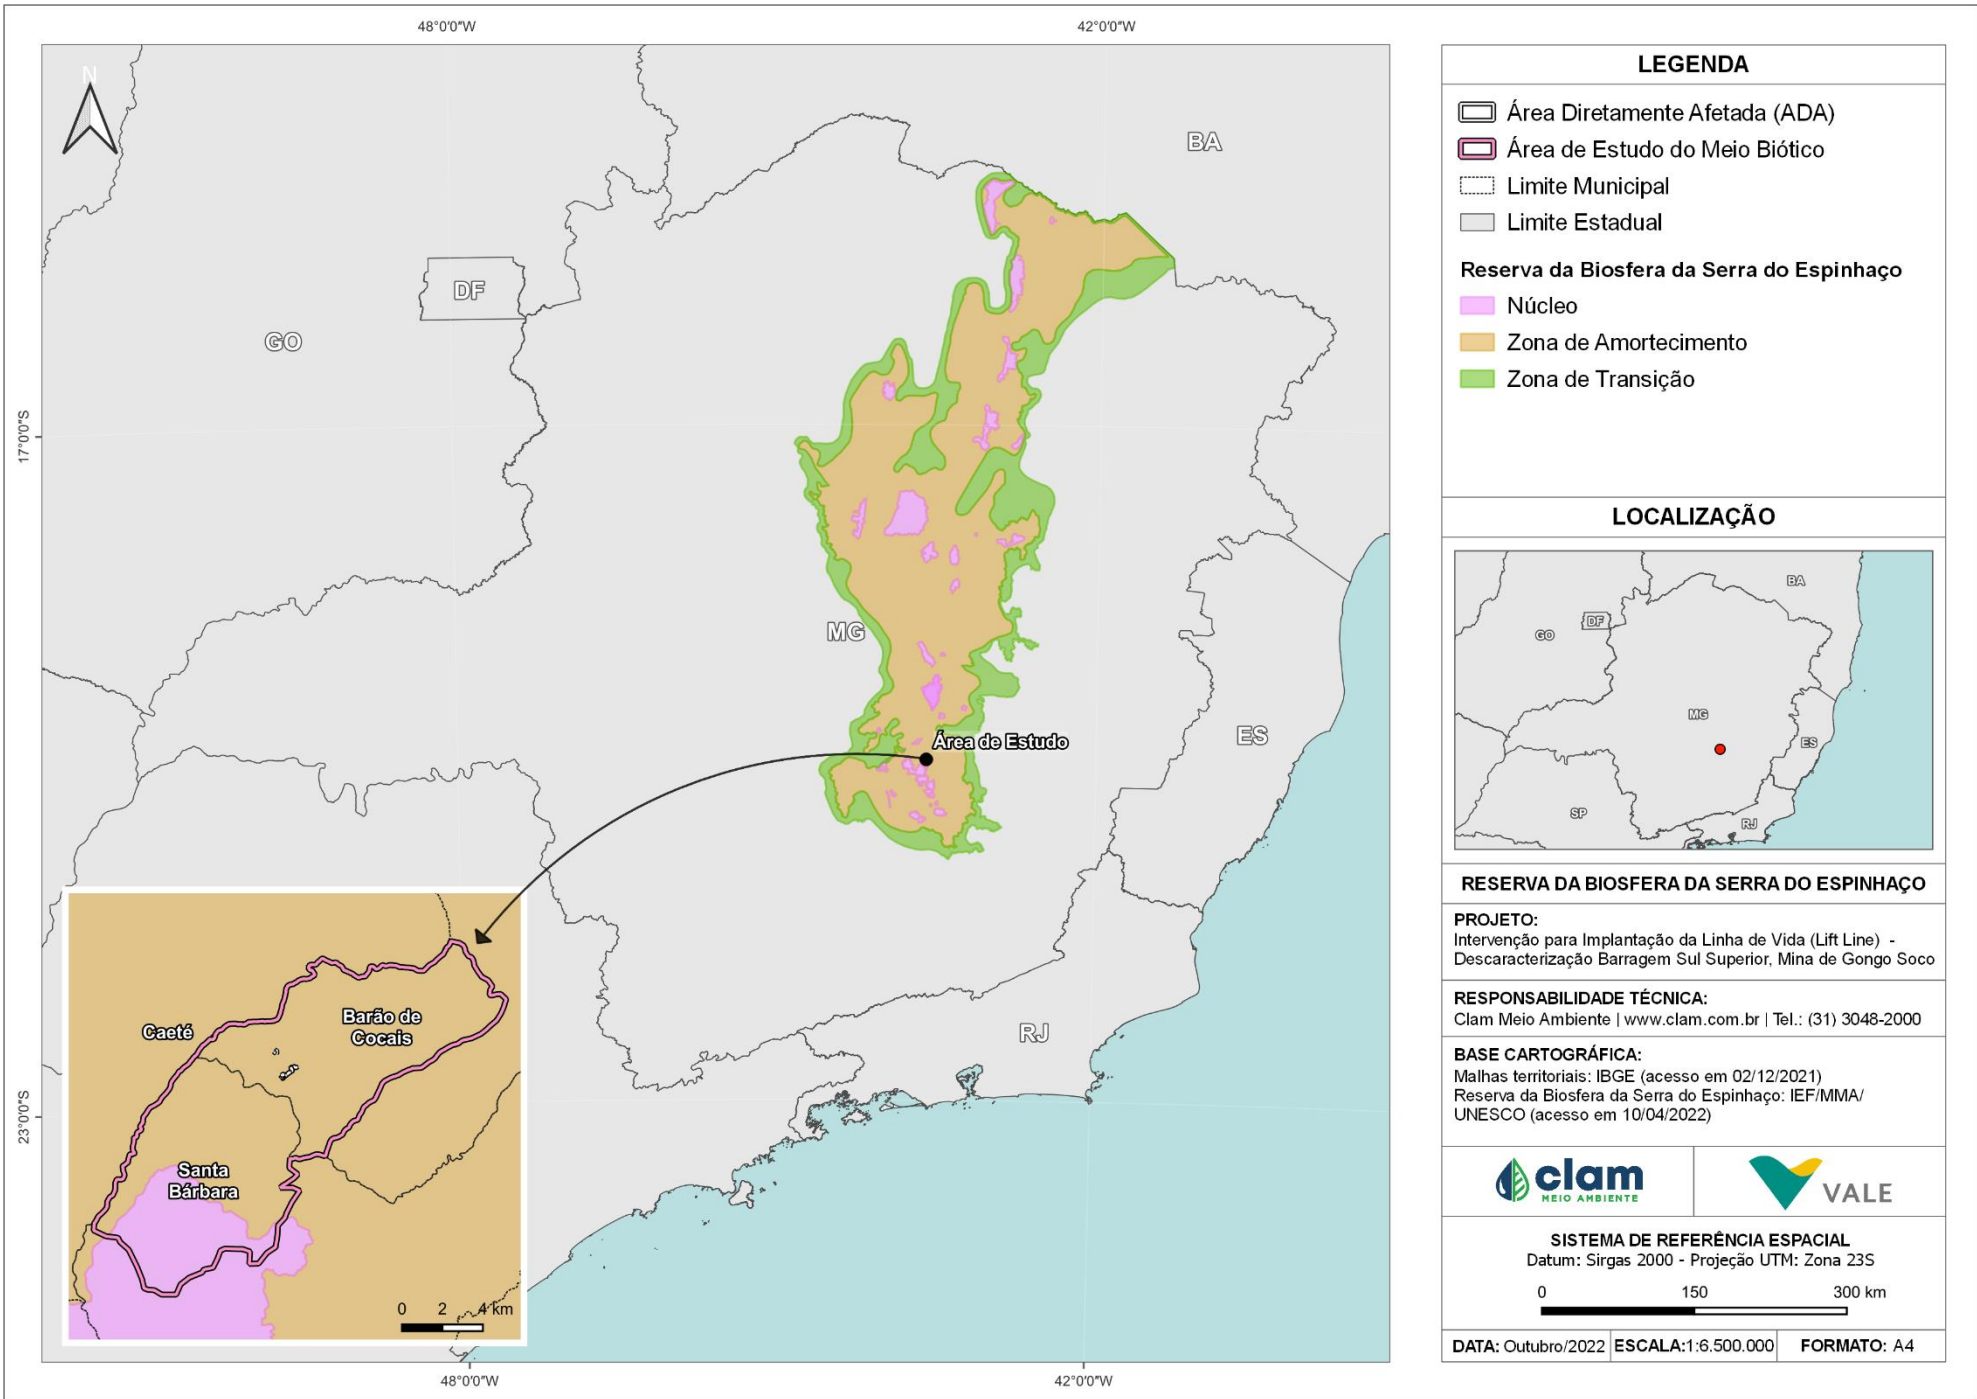 48°0'0"W
42°0'0"W
N
BA
DF
GO
17°0'0"S
MG
ES
Área de Estudo
RJ
23°0'0"S
Caeté
Barão de
Cocais
Santa
Bárbara
0 2 4 km
48°0'0"W
42°0'0"W
LEGENDA
Área Diretamente Afetada (ADA)
Área de Estudo do Meio Biótico
Limite Municipal
Limite Estadual
Reserva da Biosfera da Serra do Espinhaço
Núcleo
Zona de Amortecimento
Zona de Transição
LOCALIZAÇÃO
BA
DF
GO
MG
ES
SP
RJ
RESERVA DA BIOSFERA DA SERRA DO ESPINHAÇO
PROJETO:
Intervenção para Implantação da Linha de Vida (Lift Line) -
Descaracterização Barragem Sul Superior, Mina de Gongo Soco
RESPONSABILIDADE TÉCNICA:
Clam Meio Ambiente | www.clam.com.br | Tel.: (31) 3048-2000
BASE CARTOGRÁFICA:
Malhas territoriais: IBGE (acesso em 02/12/2021)
Reserva da Biosfera da Serra do Espinhaço: IEF/MMA/
UNESCO (acesso em 10/04/2022)
clam
MEIO AMBIENTE
VALE
SISTEMA DE REFERÊNCIA ESPACIAL
Datum: Sirgas 2000 - Projeção UTM: Zona 23S
0 150 300 km
DATA: Outubro/2022 ESCALA:1:6.500.000 FORMATO: A4